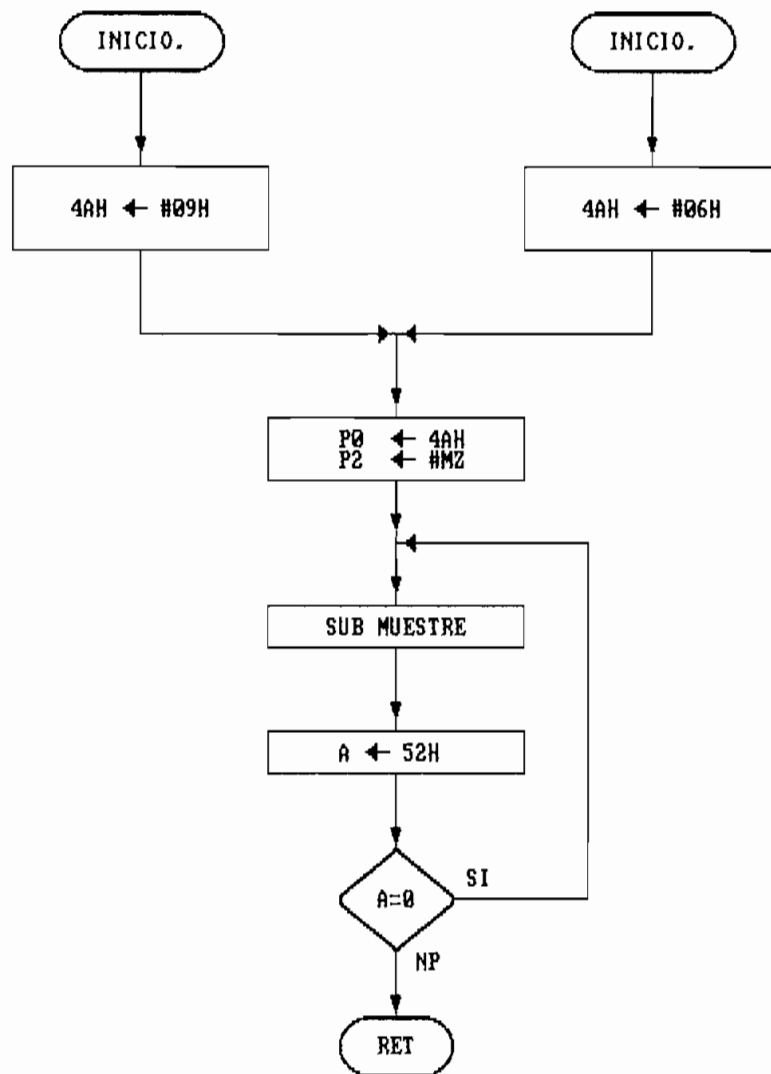 INICIO.
INICIO.
4AH ← #09H
4AH ← #06H
P0 ← 4AH
P2 ← #MZ
SUB MUESTRE
A ← 52H
A=0
SI
NP
RET